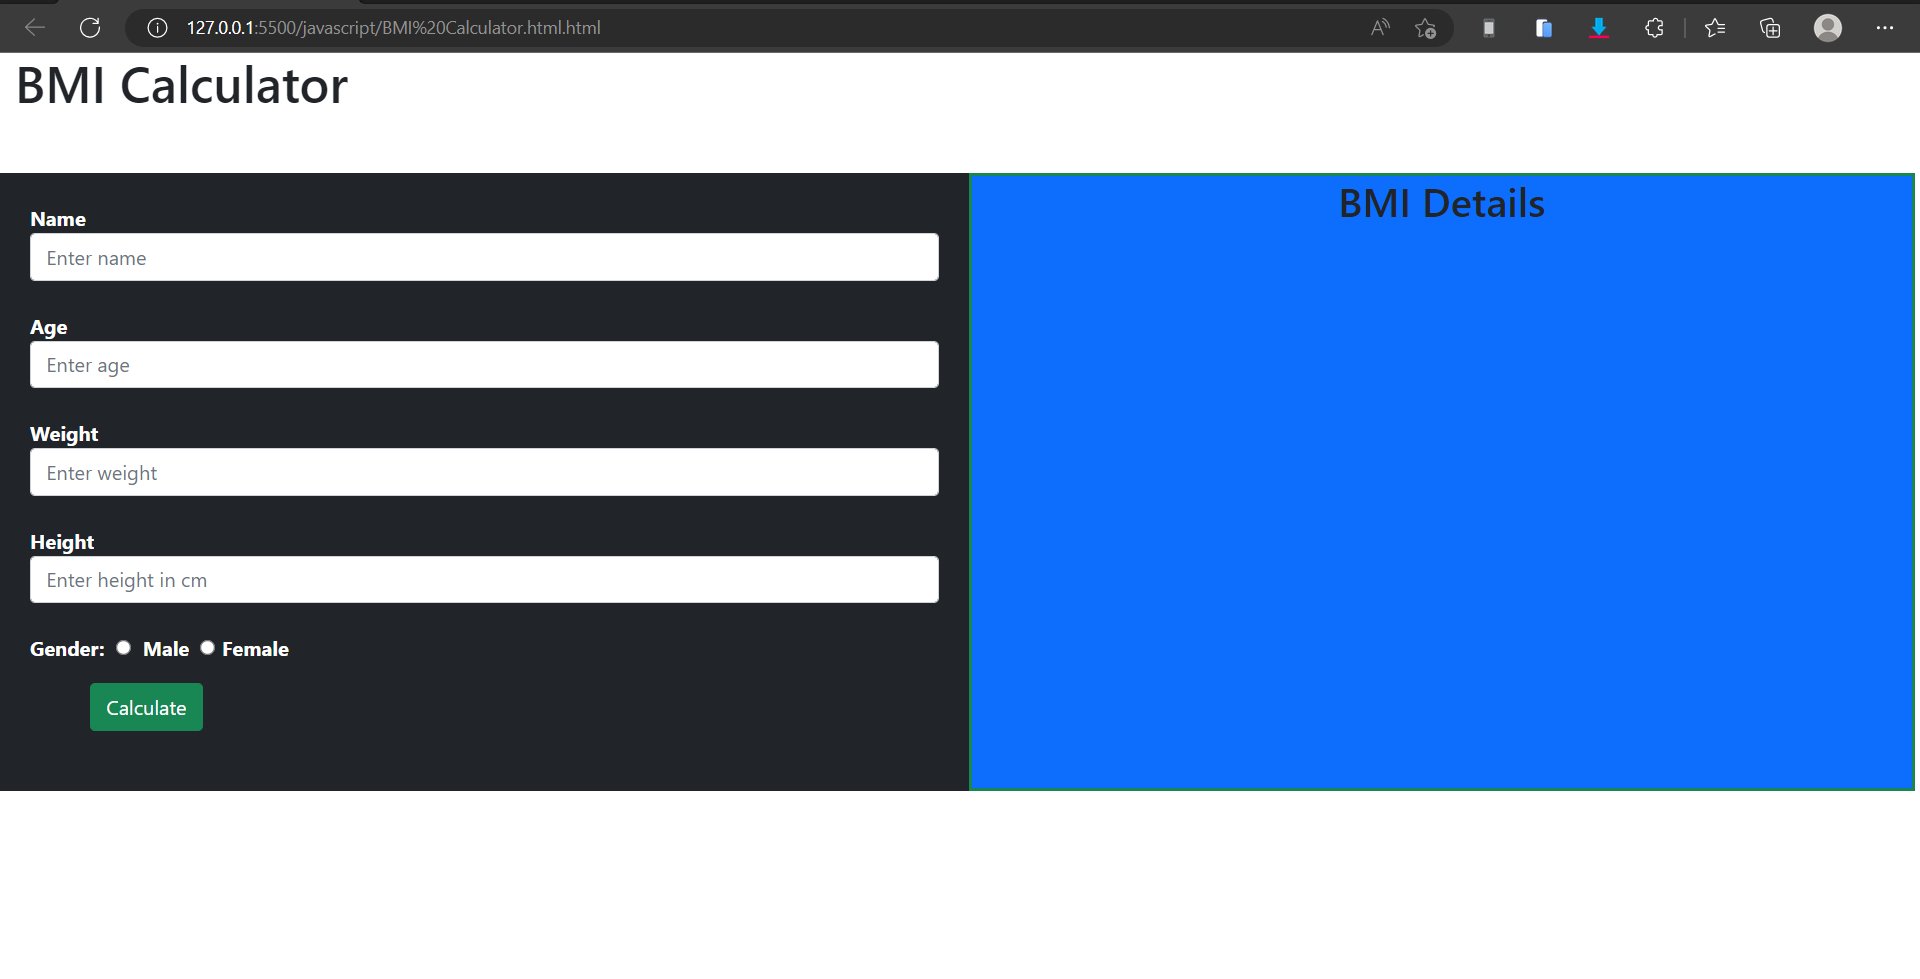 127.0.0.1:5500/javascript/BMI%20Calculator.html.html
BMI Calculator
Name
Enter name
Age
Enter age
Weight
Enter weight
Height
Enter height in cm
Gender: Male Female
Calculate
BMI Details